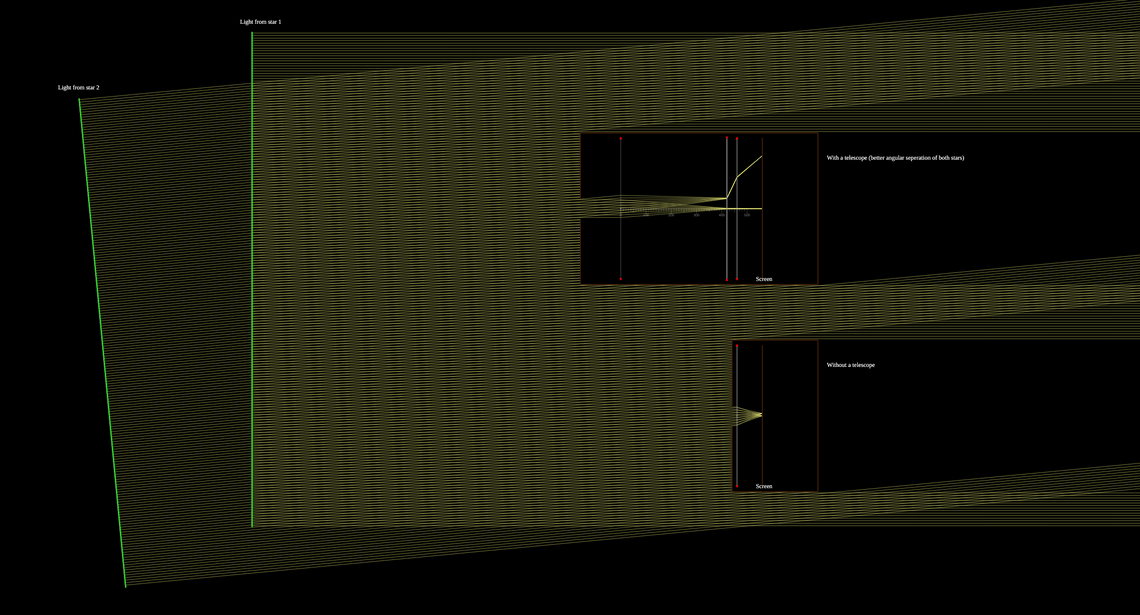 Light from star 1
Light from star 2
With a telescope (better angular seperation of both stars)
Screen
Without a telescope
Screen